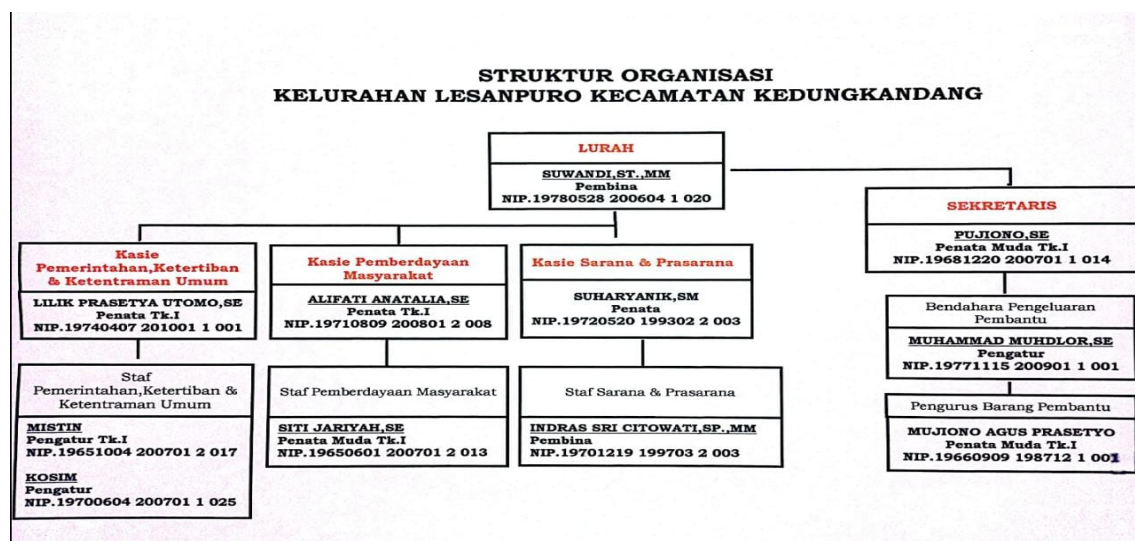 STRUKTUR ORGANISASI
KELURAHAN LESANPURO KECAMATAN KEDUNGKANDANG
LURAH
SUWANDI,ST.,MM
Pembina
NIP.19780528 200604 1 020
SEKRETARIS
PUJIONO,SE
Penata Muda Tk.I
NIP.19681220 200701 1 014
Kasie
Pemerintahan,Ketertiban
& Ketentraman Umum
LILIK PRASETYA UTOMO,SE
Penata Tk.I
NIP.19740407 201001 1 001
Kasie Pemberdayaan
Masyarakat
ALIFATI ANATALIA,SE
Penata Tk.I
NIP.19710809 200801 2 008
Kasie Sarana & Prasarana
SUHARYANIK,SM
Penata
NIP.19720520 199302 2 003
Bendahara Pengeluaran
Pembantu
MUHAMMAD MUHDLOR,SE
Pengatur
NIP.19771115 200901 1 001
Staf
Pemerintahan,Ketertiban &
Ketentraman Umum
MISTIN
Pengatur Tk.I
NIP.19651004 200701 2 017
KOSIM
Pengatur
NIP.19700604 200701 1 025
Staf Pemberdayaan Masyarakat
SITI JARIYAH,SE
Penata Muda Tk.I
NIP.19650601 200701 2 013
Staf Sarana & Prasarana
INDRAS SRI CITOWATI,SP.,MM
Pembina
NIP.19701219 199703 2 003
Pengurus Barang Pembantu
MUJIONO AGUS PRASETYO
Penata Muda Tk.I
NIP.19660909 198712 1 001